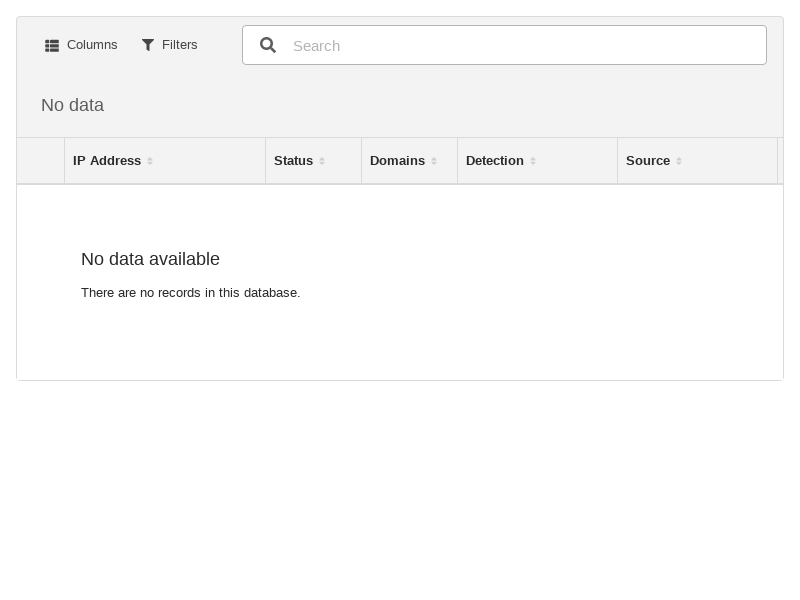 Columns Filters Search
No data
IP Address Status Domains Detection Source
No data available
There are no records in this database.